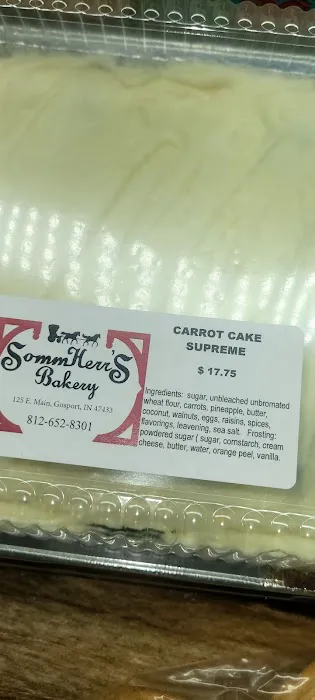 SommHerr's
Bakery
125 E. Main, Gosport, IN 47433
812-652-8301
CARROT CAKE
SUPREME
$ 17.75
Ingredients: sugar, unbleached unbromated
wheat flour, carrots, pineapple, butter,
coconut, walnuts, eggs, raisins, spices,
flavorings, leavening, sea salt. Frosting:
powdered sugar ( sugar, cornstarch, cream
cheese, butter, water, orange peel, vanilla.